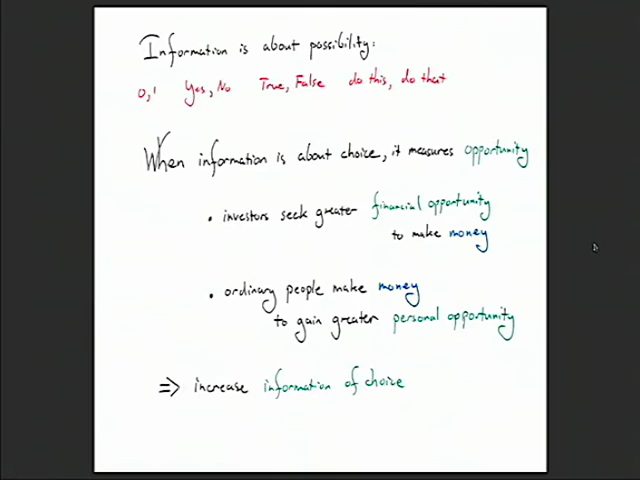 Information is about possibility:
0,1 Yes, No True, False do this, do that
When information is about choice, it measures opportunity
• investors seek greater financial opportunity
to make money
• ordinary people make money
to gain greater personal opportunity
⇒ increase information of choice